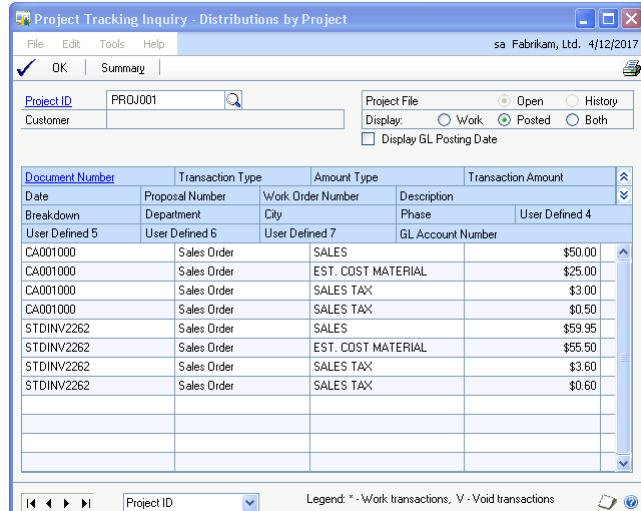 Project Tracking Inquiry - Distributions by Project
File Edit Tools Help sa Fabrikam, Ltd. 4/12/2017
OK Summary
Project ID PROJ001 Project File Open History
Customer Display: Work Posted Both
Display GL Posting Date
Document Number Transaction Type Amount Type Transaction Amount
Date Proposal Number Work Order Number Description
Breakdown Department City Phase User Defined 4
User Defined 5 User Defined 6 User Defined 7 GL Account Number
CA001000 Sales Order SALES $50.00
CA001000 Sales Order EST. COST MATERIAL $25.00
CA001000 Sales Order SALES TAX $3.00
CA001000 Sales Order SALES TAX $0.50
STDINV2262 Sales Order SALES $59.95
STDINV2262 Sales Order EST. COST MATERIAL $55.50
STDINV2262 Sales Order SALES TAX $3.60
STDINV2262 Sales Order SALES TAX $0.60
Project ID Legend: * - Work transactions, V - Void transactions